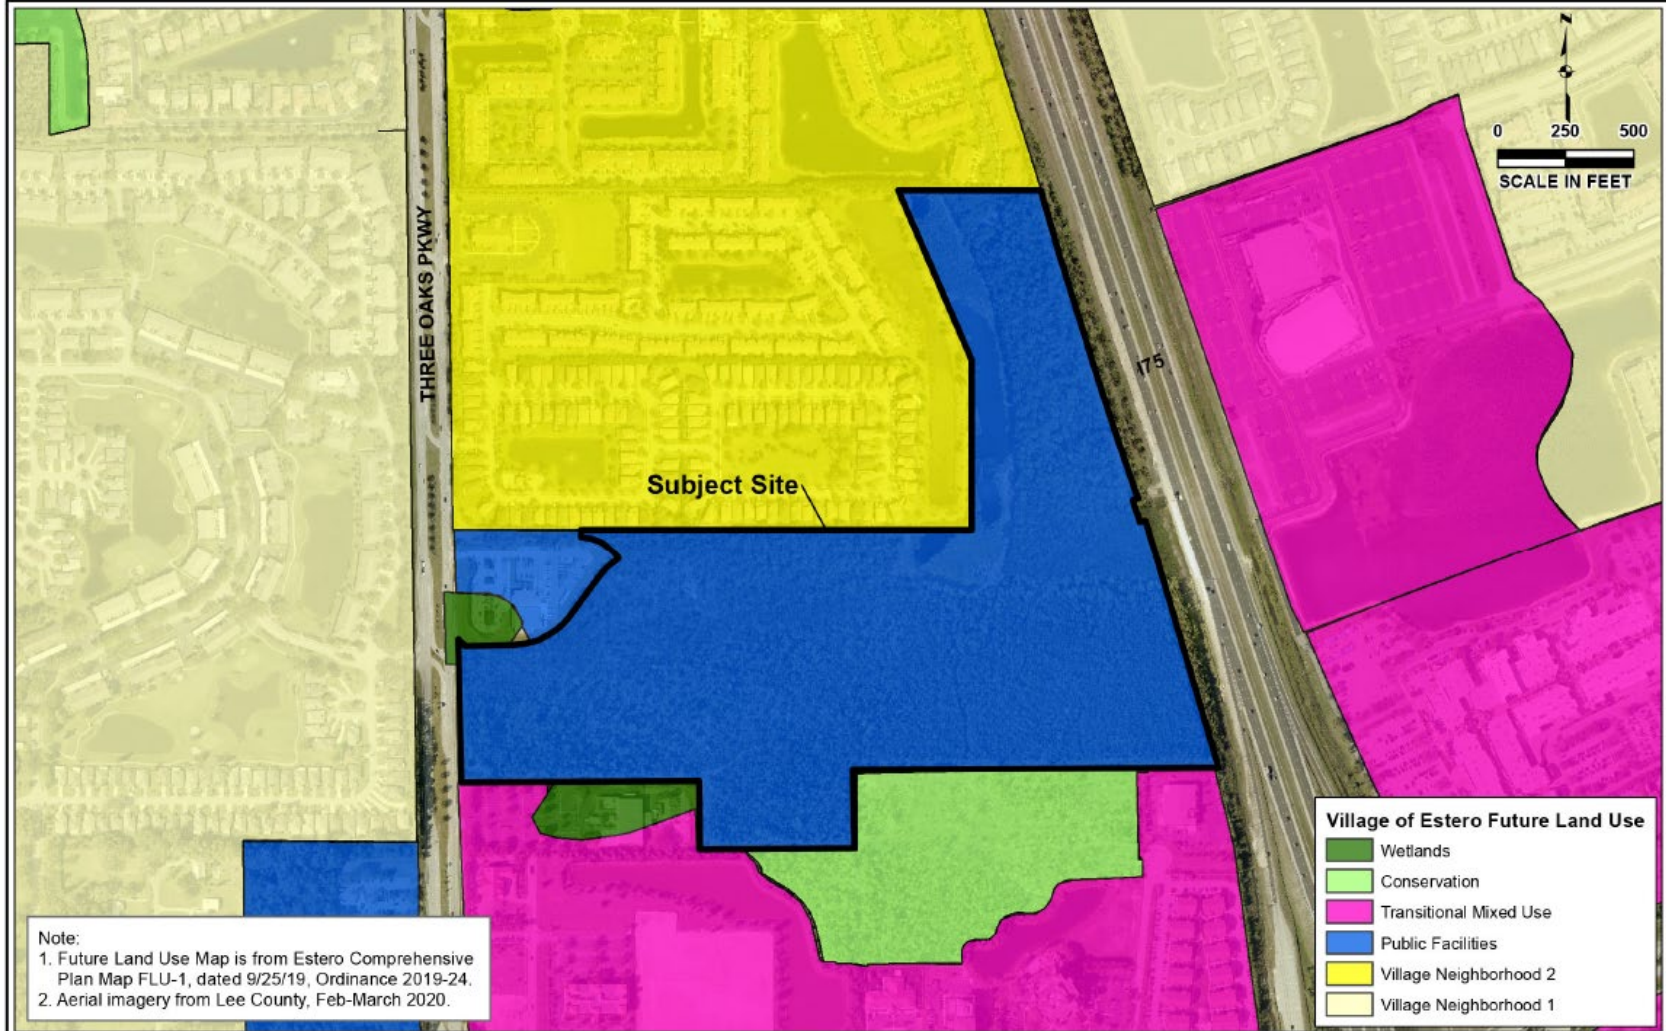 N
0 250 500
SCALE IN FEET
THREE OAKS PKWY
I75
Subject Site
Village of Estero Future Land Use
Wetlands
Conservation
Transitional Mixed Use
Public Facilities
Village Neighborhood 2
Village Neighborhood 1
Note:
1. Future Land Use Map is from Estero Comprehensive
Plan Map FLU-1, dated 9/25/19, Ordinance 2019-24.
2. Aerial imagery from Lee County, Feb-March 2020.